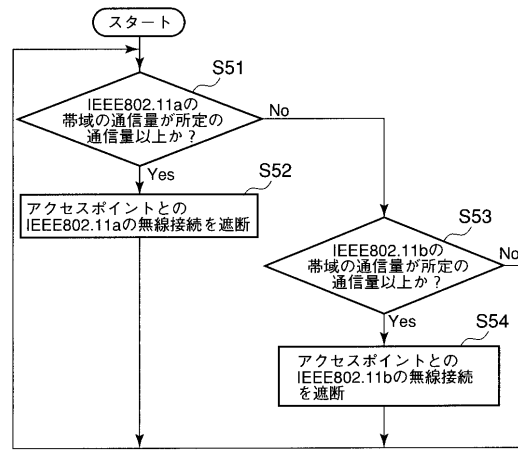 スタート
S51
IEEE802.11aの
帯域の通信量が所定の
通信量以上か?
No
Yes
S52
アクセスポイントとの
IEEE802.11aの無線接続を遮断
S53
IEEE802.11bの
帯域の通信量が所定の
通信量以上か?
No
Yes
S54
アクセスポイントとの
IEEE802.11bの無線接続
を遮断